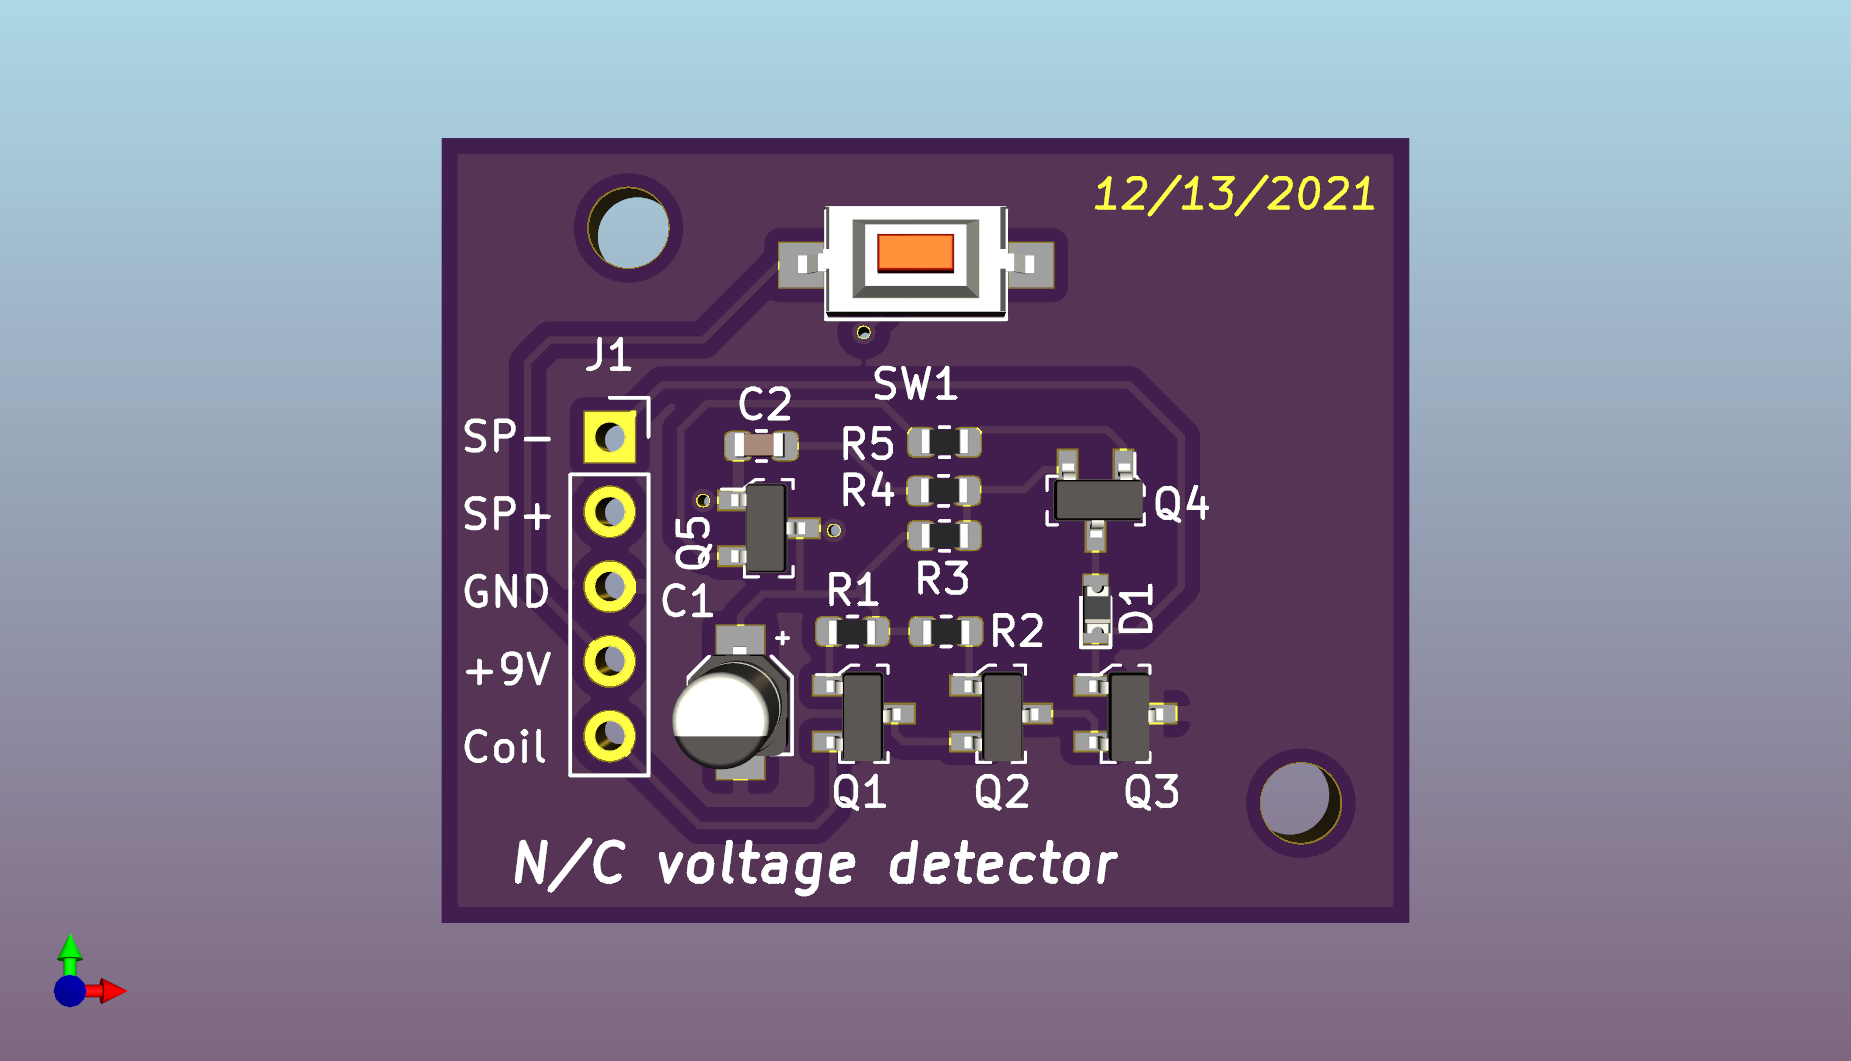 12/13/2021
J1
SW1
C2
SP-
R5
R4
Q4
SP+
Q5
R3
GND
C1
R1
D1
+
R2
+9V
Coil
Q1
Q2
Q3
N/C voltage detector